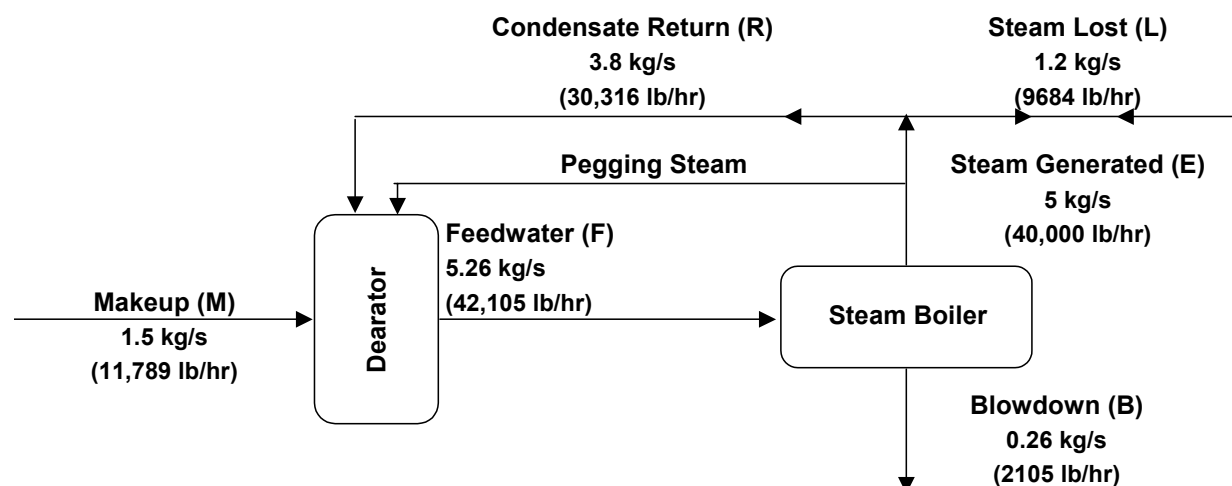 Condensate Return (R)
3.8 kg/s
(30,316 lb/hr)
Steam Lost (L)
1.2 kg/s
(9684 lb/hr)
Pegging Steam
Steam Generated (E)
5 kg/s
(40,000 lb/hr)
Feedwater (F)
5.26 kg/s
(42,105 lb/hr)
Makeup (M)
1.5 kg/s
(11,789 lb/hr)
Dearator
Steam Boiler
Blowdown (B)
0.26 kg/s
(2105 lb/hr)